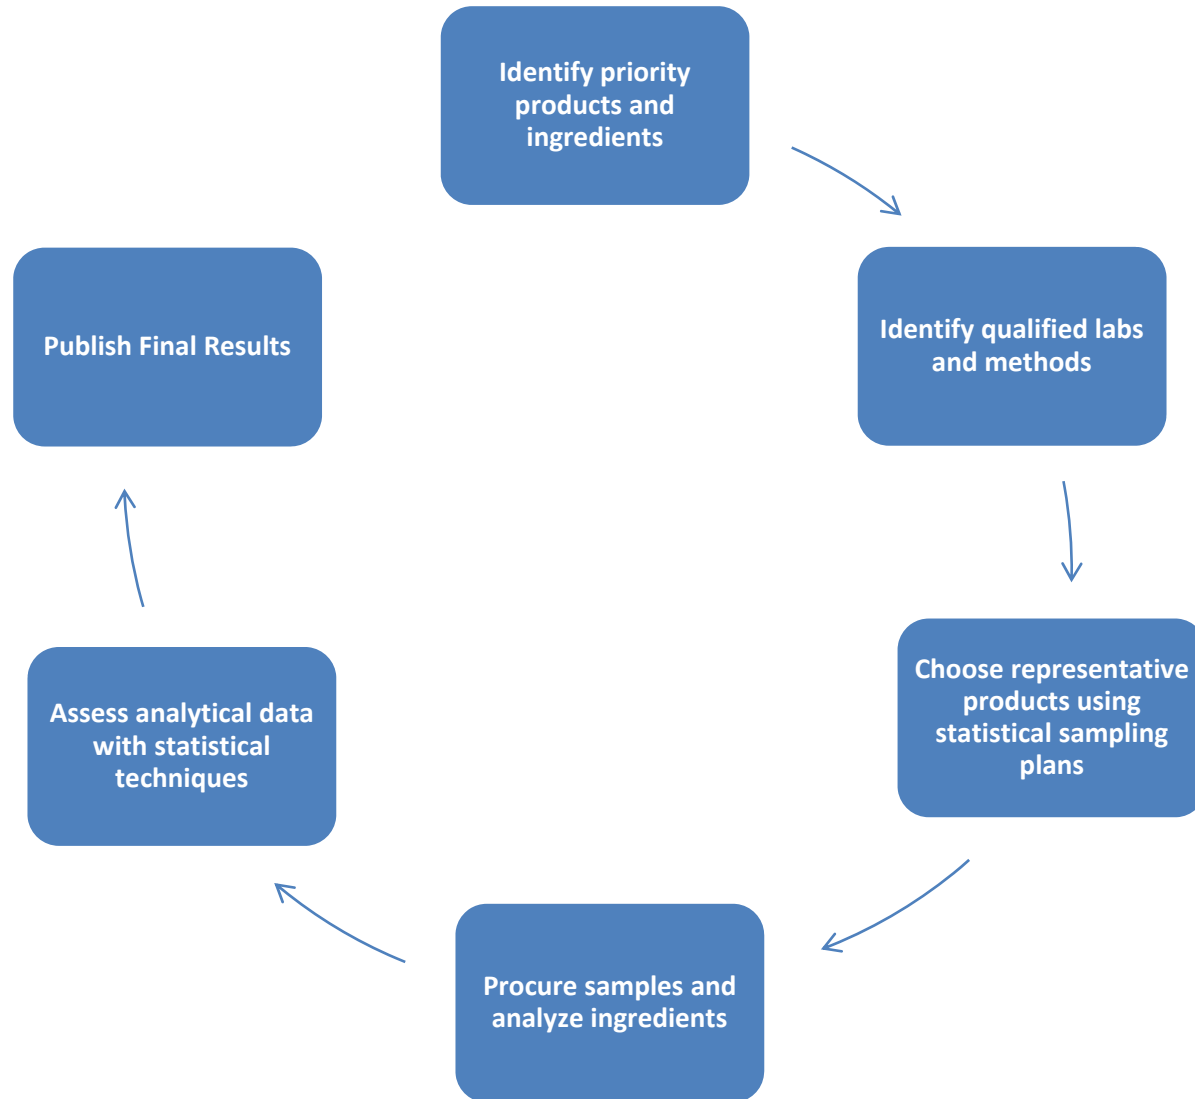 Identify priority
products and
ingredients
Identify qualified labs
and methods
Choose representative
products using
statistical sampling
plans
Procure samples and
analyze ingredients
Assess analytical data
with statistical
techniques
Publish Final Results